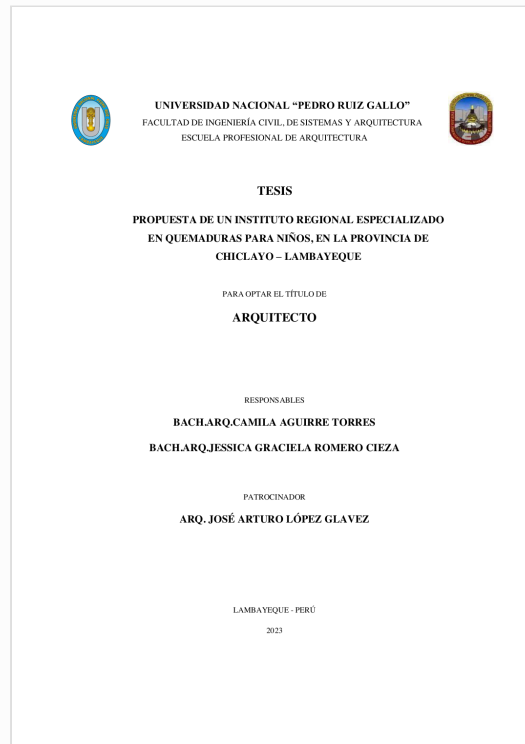 UNIVERSIDAD NACIONAL “PEDRO RUIZ GALLO”
FACULTAD DE INGENIERÍA CIVIL, DE SISTEMAS Y ARQUITECTURA
ESCUELA PROFESIONAL DE ARQUITECTURA
TESIS
PROPUESTA DE UN INSTITUTO REGIONAL ESPECIALIZADO
EN QUEMADURAS PARA NIÑOS, EN LA PROVINCIA DE
CHICLAYO – LAMBAYEQUE
PARA OPTAR EL TÍTULO DE
ARQUITECTO
RESPONSABLES
BACH.ARQ.CAMILA AGUIRRE TORRES
BACH.ARQ.JESSICA GRACIELA ROMERO CIEZA
PATROCINADOR
ARQ. JOSÉ ARTURO LÓPEZ GLAVEZ
LAMBAYEQUE - PERÚ
2023